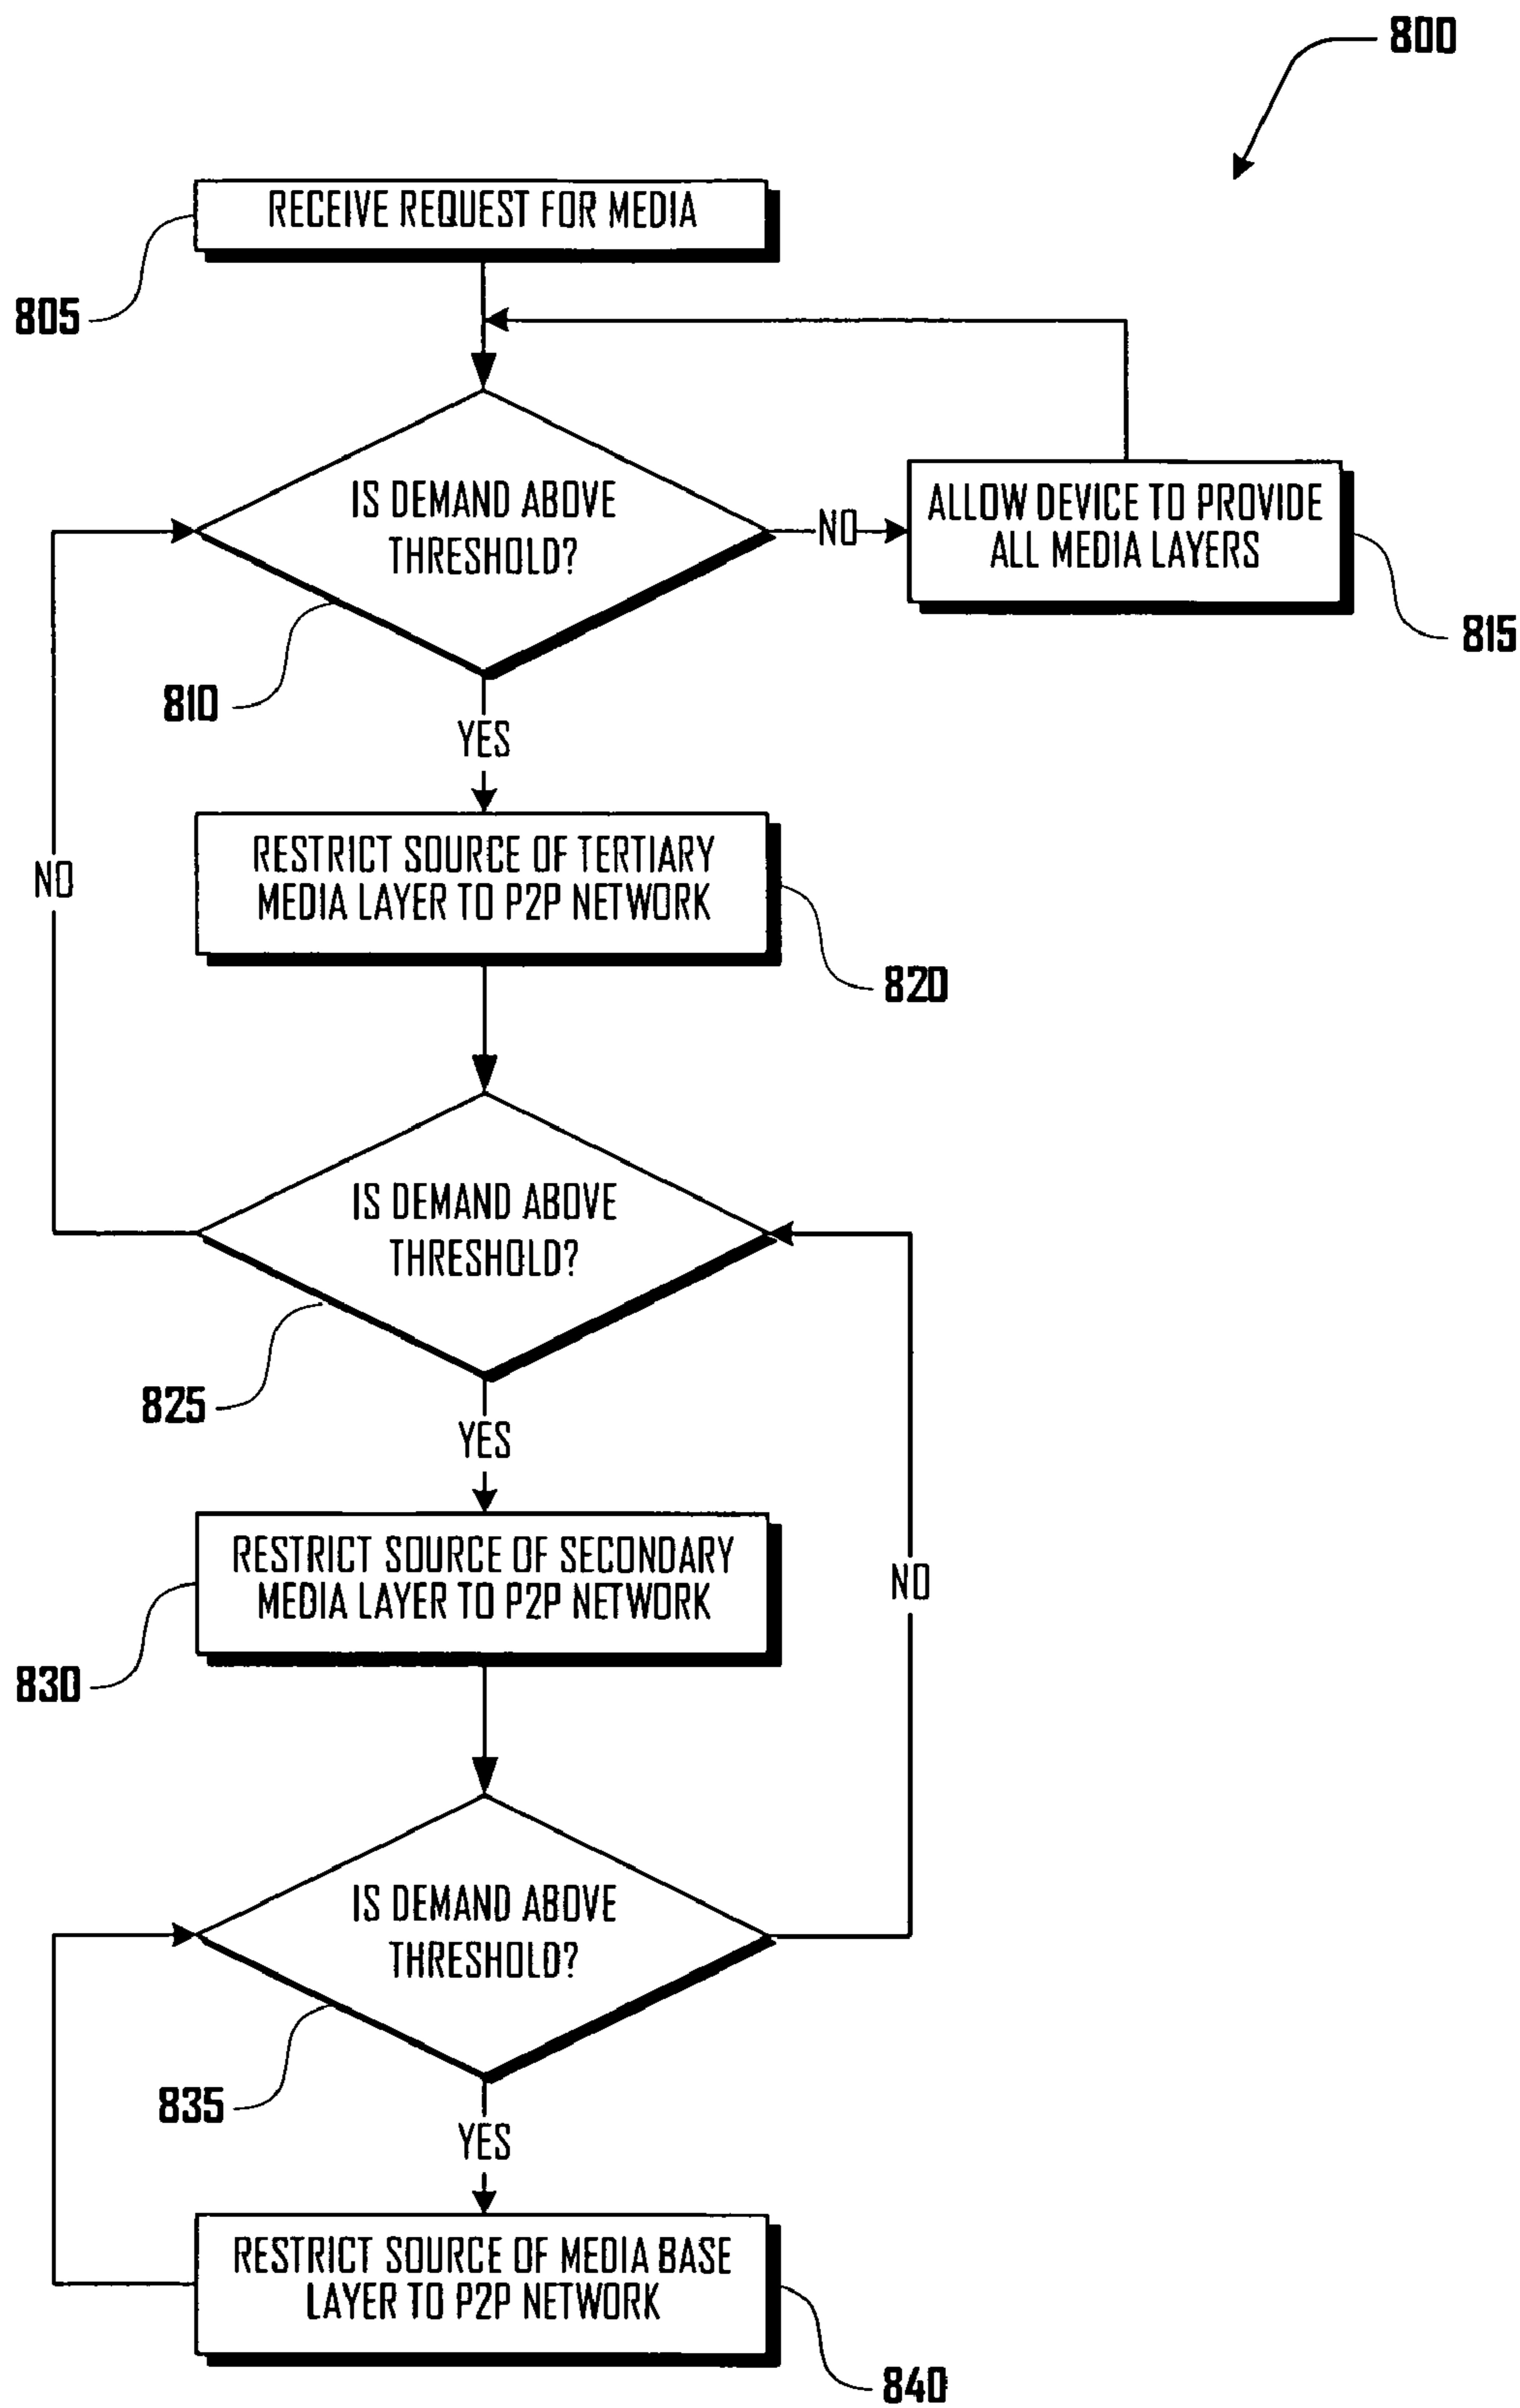 800
RECEIVE REQUEST FOR MEDIA
805
IS DEMAND ABOVE
THRESHOLD?
NO
ALLOW DEVICE TO PROVIDE
ALL MEDIA LAYERS
815
810
YES
NO
RESTRICT SOURCE OF TERTIARY
MEDIA LAYER TO P2P NETWORK
820
IS DEMAND ABOVE
THRESHOLD?
825
YES
RESTRICT SOURCE OF SECONDARY
MEDIA LAYER TO P2P NETWORK
NO
830
IS DEMAND ABOVE
THRESHOLD?
835
YES
RESTRICT SOURCE OF MEDIA BASE
LAYER TO P2P NETWORK
840